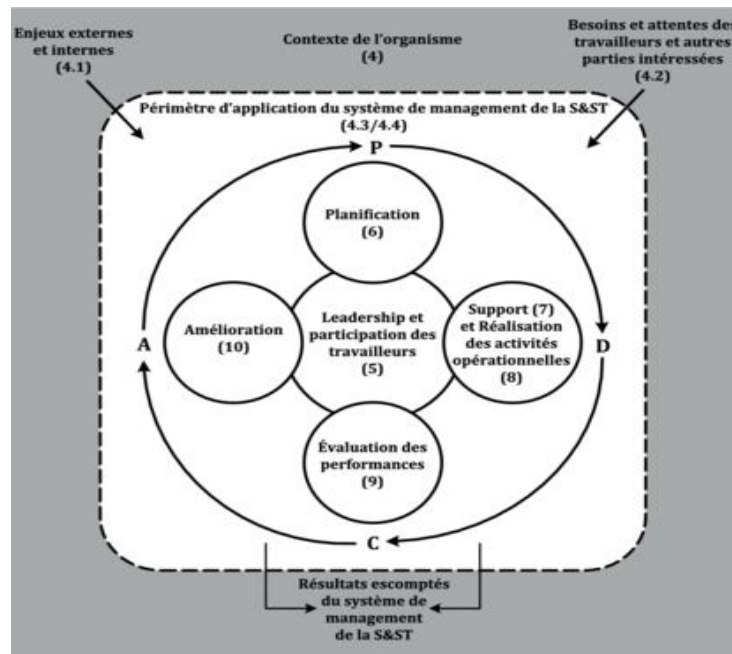 Enjeux externes
et internes
(4.1)
Contexte de l'organisme
(4)
Besoins et attentes des
travailleurs et autres
parties intéressées
(4.2)
Périmètre d'application du système de management de la S&ST
(4.3/4.4)
P
Planification
(6)
A
Amélioration
(10)
Leadership et
participation des
travailleurs
(5)
Support (7)
et Réalisation
des activités
opérationnelles
(8)
D
Évaluation des
performances
(9)
C
Résultats escomptés
du système de
management
de la S&ST